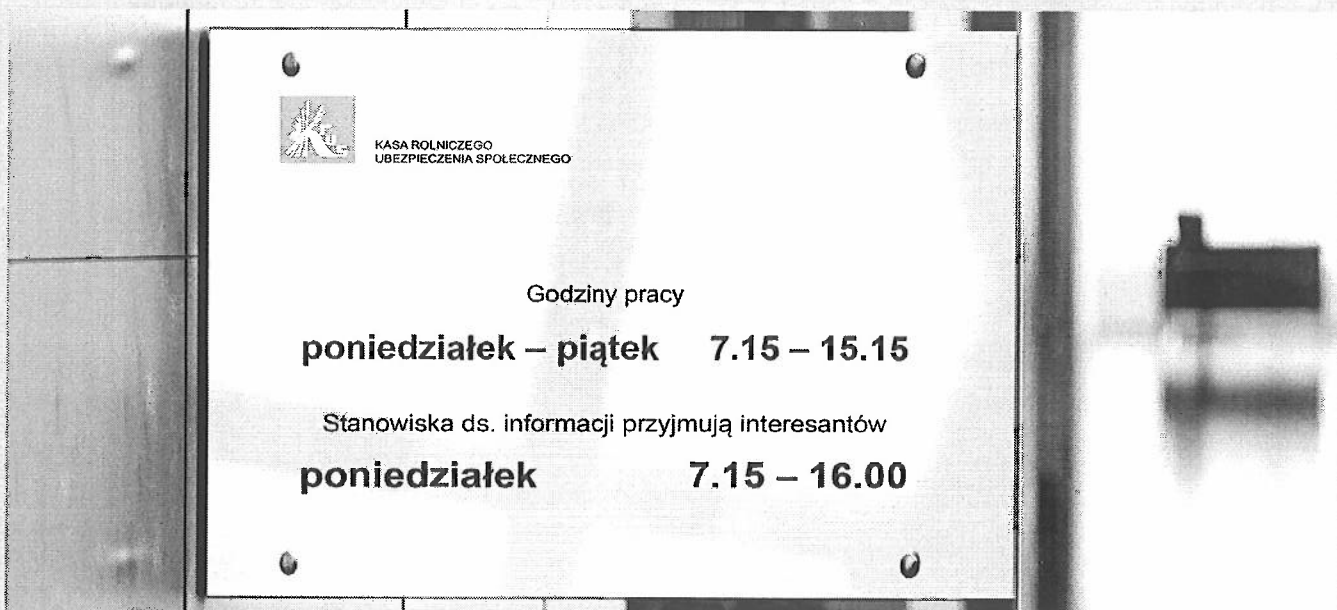 KASA ROLNICZEGO
UBEZPIECZENIA SPOŁECZNEGO
Godziny pracy
poniedziałek – piątek 7.15 – 15.15
Stanowiska ds. informacji przyjmują interesantów
poniedziałek 7.15 – 16.00